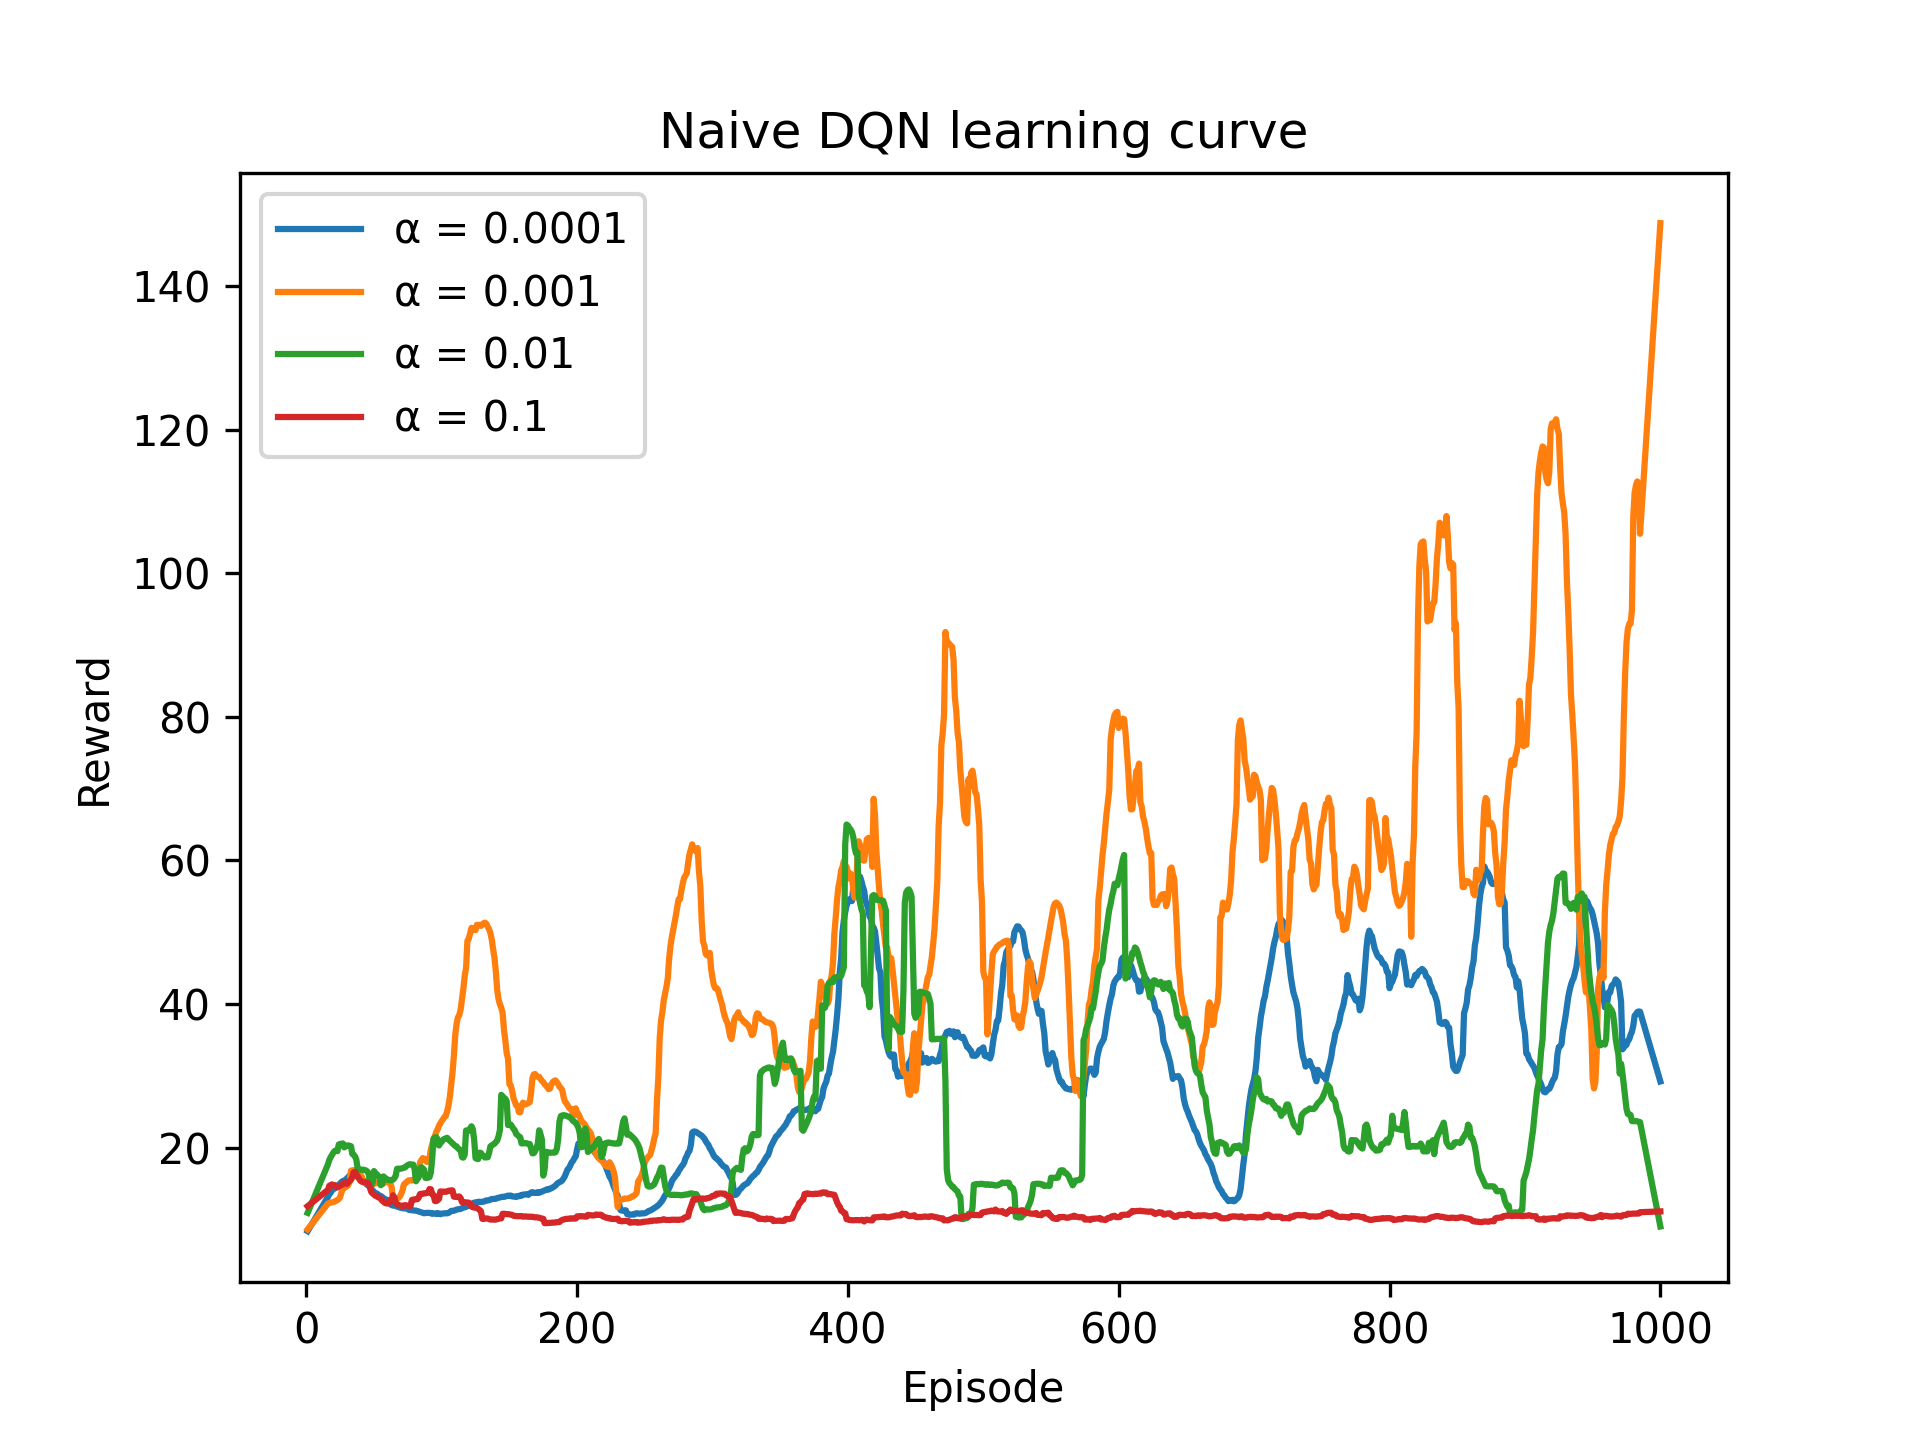 Naive DQN learning curve
α = 0.0001
α = 0.001
α = 0.01
α = 0.1
140
120
100
80
60
40
20
Reward
0 200 400 600 800 1000
Episode